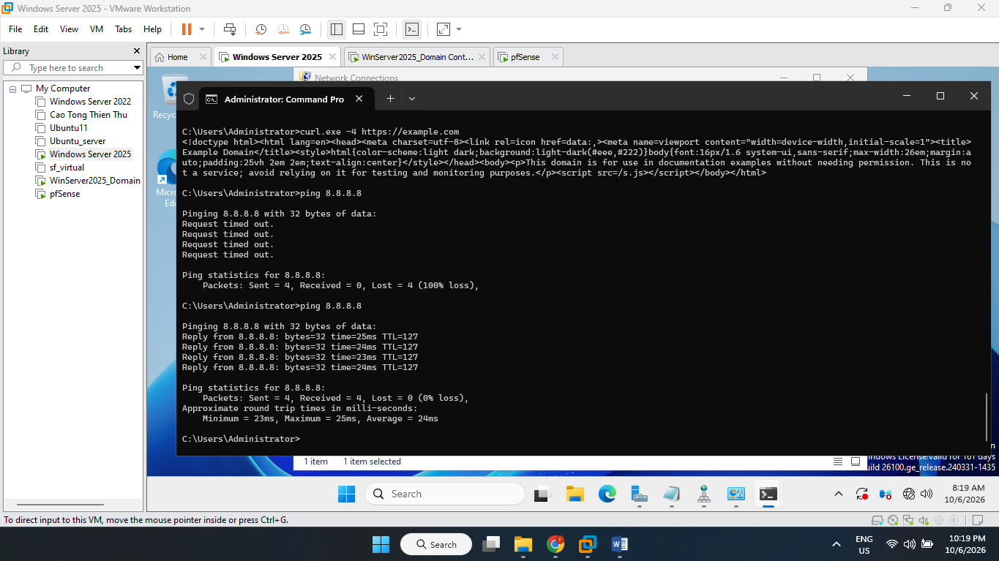 Windows Server 2025 - VMware Workstation
File Edit View VM Tabs Help
Library
Type here to search
My Computer
Windows Server 2022
Cao Tong Thien Thu
Ubuntu11
Ubuntu_server
Windows Server 2025
sf_virtual
WinServer2025_Domain
pfSense
Home
Windows Server 2025
WinServer2025_Domain Cont...
pfSense
Network Connections
Recyc
Micro
Edg
Administrator: Command Pro
C:\Users\Administrator>curl.exe -4 https://example.com
<!doctype html><html lang=en><head><meta charset=utf-8><link rel=icon href=data:,><meta name=viewport content="width=device-width,initial-scale=1"><title>
Example Domain</title><style>html{color-scheme:light dark;background:light-dark(#eee,#222)}body{font:16px/1.6 system-ui,sans-serif;max-width:26em;margin:a
uto;padding:25vh 2em 2em;text-align:center}</style></head><body><p>This domain is for use in documentation examples without needing permission. This is no
t a service; avoid relying on it for testing and monitoring purposes.</p><script src=/s.js></script></body></html>
C:\Users\Administrator>ping 8.8.8.8
Pinging 8.8.8.8 with 32 bytes of data:
Request timed out.
Request timed out.
Request timed out.
Request timed out.
Ping statistics for 8.8.8.8:
Packets: Sent = 4, Received = 0, Lost = 4 (100% loss),
C:\Users\Administrator>ping 8.8.8.8
Pinging 8.8.8.8 with 32 bytes of data:
Reply from 8.8.8.8: bytes=32 time=25ms TTL=127
Reply from 8.8.8.8: bytes=32 time=24ms TTL=127
Reply from 8.8.8.8: bytes=32 time=23ms TTL=127
Reply from 8.8.8.8: bytes=32 time=24ms TTL=127
Ping statistics for 8.8.8.8:
Packets: Sent = 4, Received = 4, Lost = 0 (0% loss),
Approximate round trip times in milli-seconds:
Minimum = 23ms, Maximum = 25ms, Average = 24ms
C:\Users\Administrator>
1 item 1 item selected
indows License valid for 161 days
uild 26100.ge_release.240331-1435
Search
8:19 AM
10/6/2026
To direct input to this VM, move the mouse pointer inside or press Ctrl+G.
Search
ENG
US
10:19 PM
10/6/2026